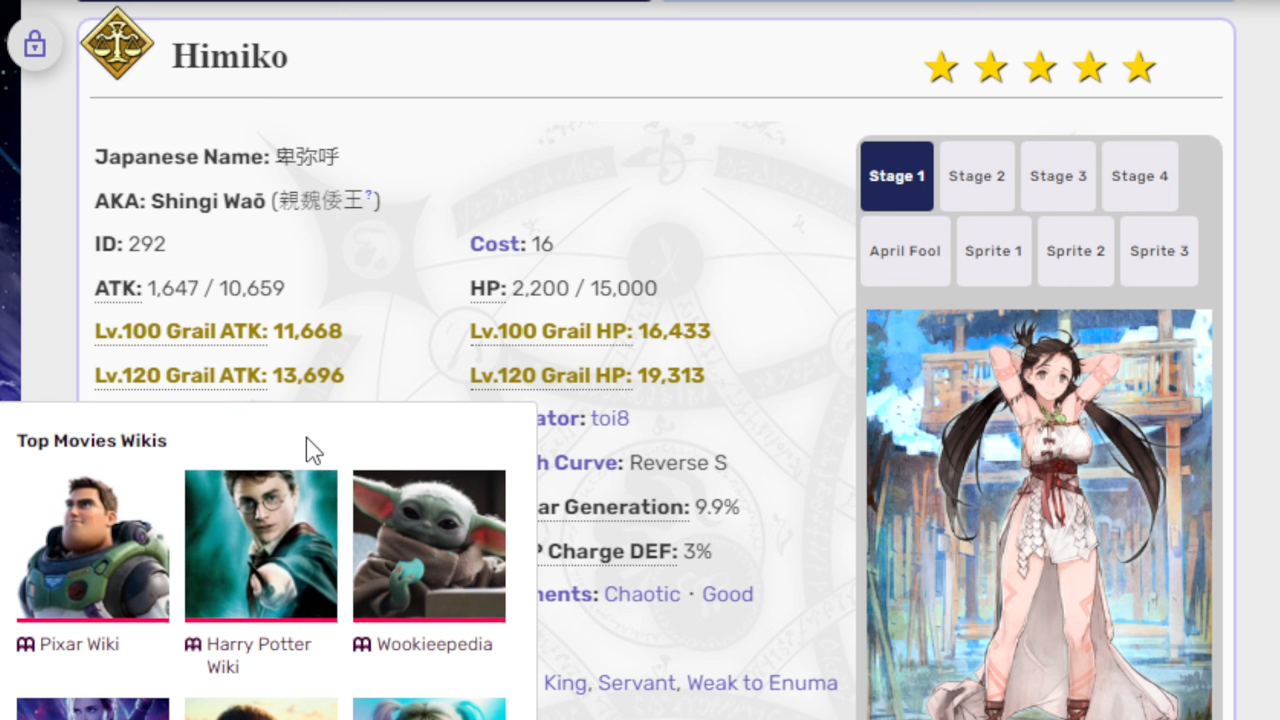 Himiko
Japanese Name: 卑弥呼
AKA: Shingi Waō (親魏倭王?)
ID: 292
Cost: 16
ATK: 1,647 / 10,659
HP: 2,200 / 15,000
Lv.100 Grail ATK: 11,668
Lv.100 Grail HP: 16,433
Lv.120 Grail ATK: 13,696
Lv.120 Grail HP: 19,313
ator: toi8
h Curve: Reverse S
ar Generation: 9.9%
P Charge DEF: 3%
ments: Chaotic・Good
King, Servant, Weak to Enuma
Stage 1
Stage 2
Stage 3
Stage 4
April Fool
Sprite 1
Sprite 2
Sprite 3
Top Movies Wikis
Pixar Wiki
Harry Potter
Wiki
Wookieepedia